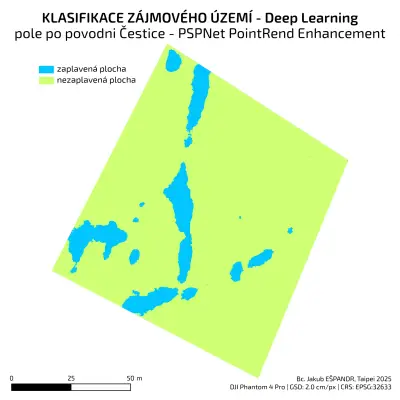 KLASIFIKACE ZÁJMOVÉHO ÚZEMÍ - Deep Learning
pole po povodni Čestice - PSPNet PointRend Enhancement
zaplavená plocha
nezaplavená plocha
0 25 50 m
Bc. Jakub EŠPANDR, Taipei 2025
DJI Phantom 4 Pro | GSD: 2.0 cm/px | CRS: EPSG:32633